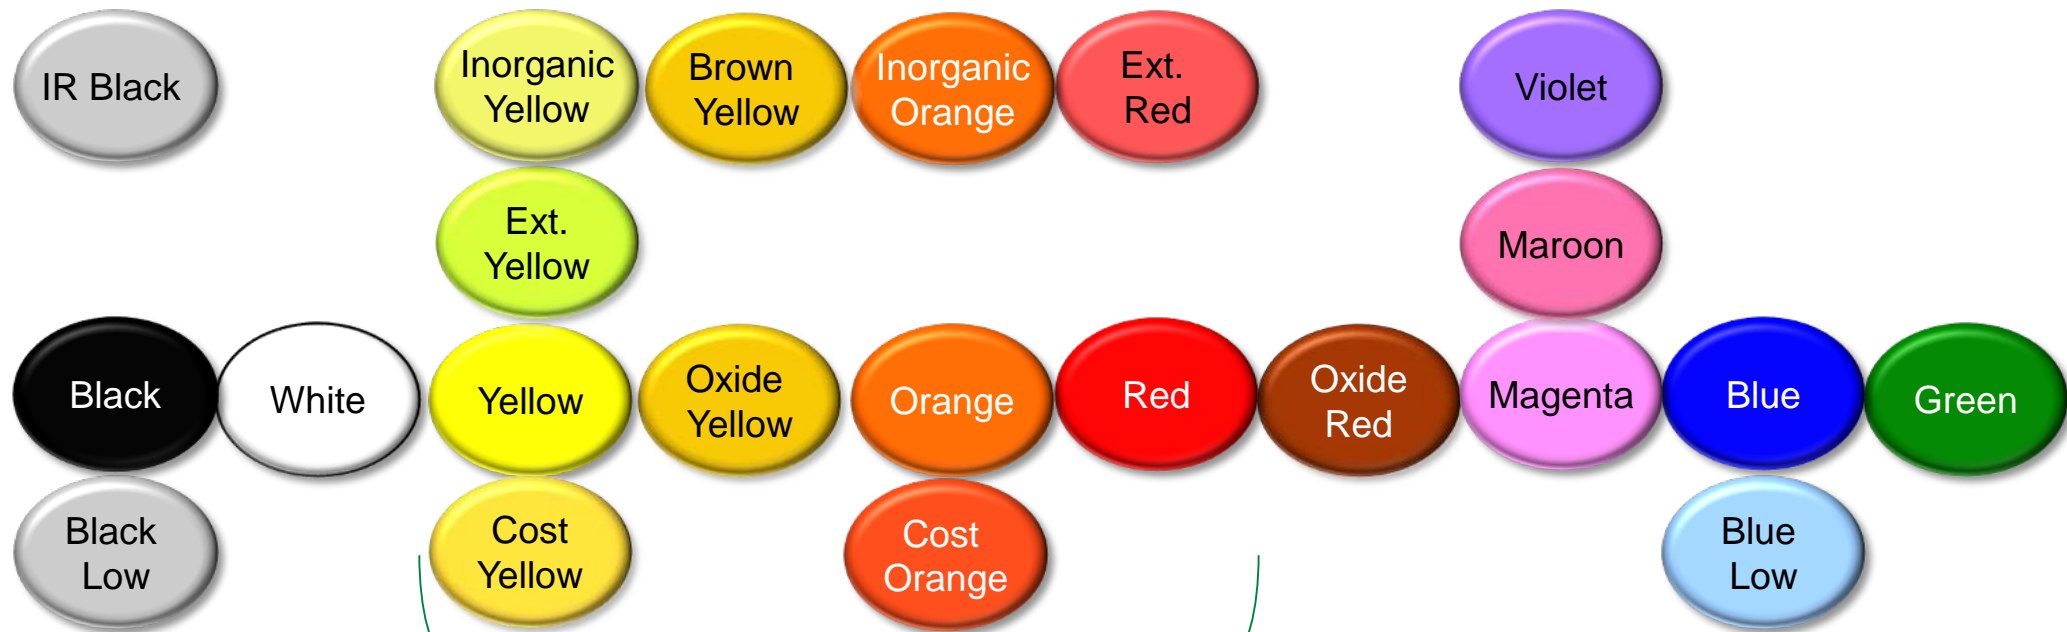 IR Black
Inorganic
Yellow
Brown
Yellow
Inorganic
Orange
Ext.
Red
Violet
Ext.
Yellow
Maroon
Black
White
Yellow
Oxide
Yellow
Orange
Red
Oxide
Red
Magenta
Blue
Green
Black
Low
Cost
Yellow
Cost
Orange
Blue
Low